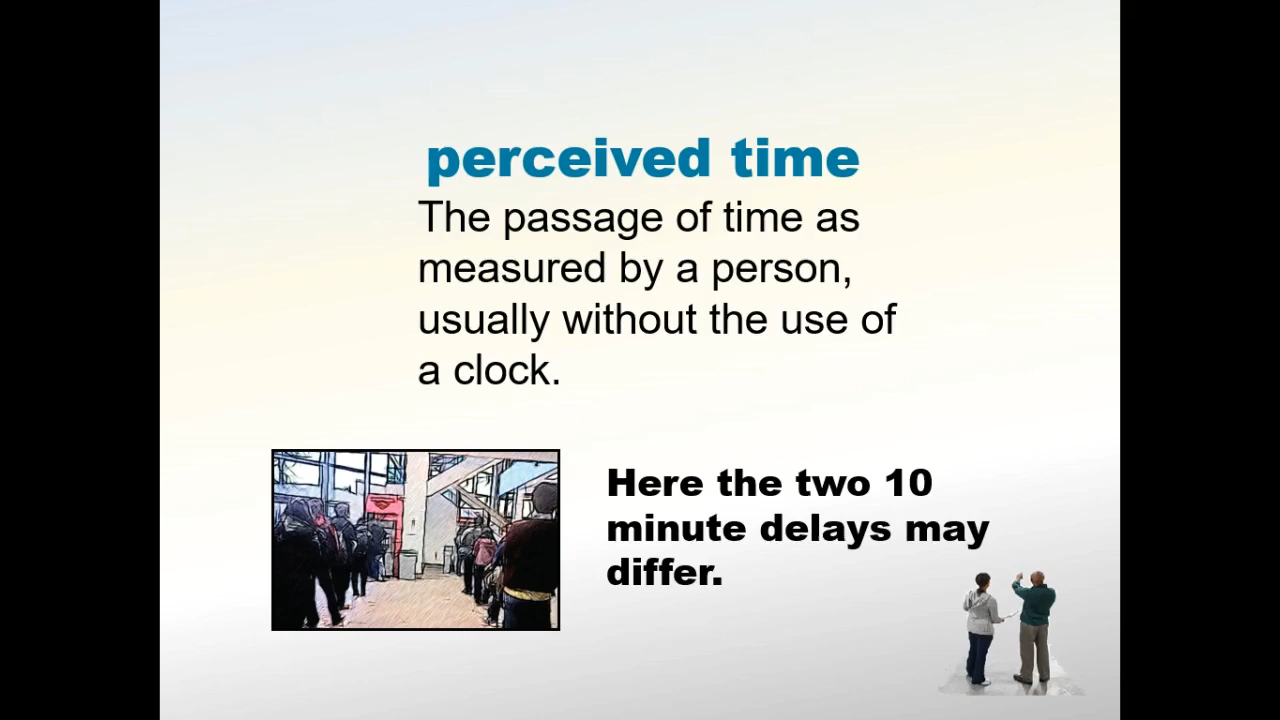 perceived time
The passage of time as
measured by a person,
usually without the use of
a clock.
Here the two 10
minute delays may
differ.